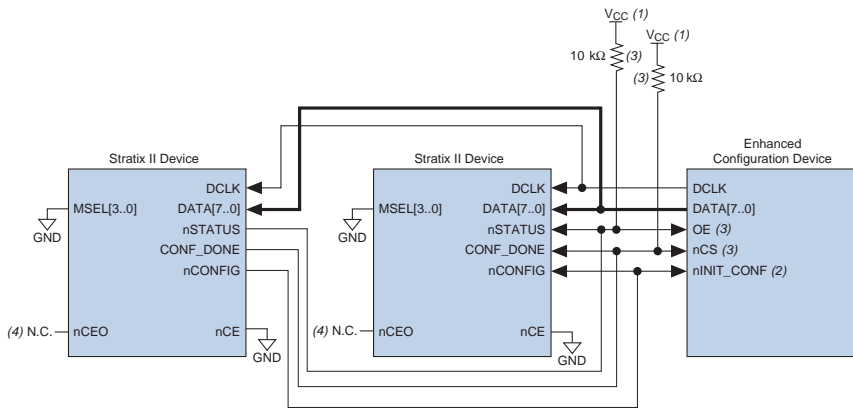 VCC (1)
VCC (1)
10 kΩ
(3)
(3)
10 kΩ
Stratix II Device
DCLK
DATA[7..0]
nSTATUS
CONF_DONE
nCONFIG
MSEL[3..0]
GND
(4) N.C.
nCEO
nCE
GND
Stratix II Device
DCLK
DATA[7..0]
nSTATUS
CONF_DONE
nCONFIG
MSEL[3..0]
GND
(4) N.C.
nCEO
nCE
GND
Enhanced
Configuration Device
DCLK
DATA[7..0]
OE (3)
nCS (3)
nINIT_CONF (2)